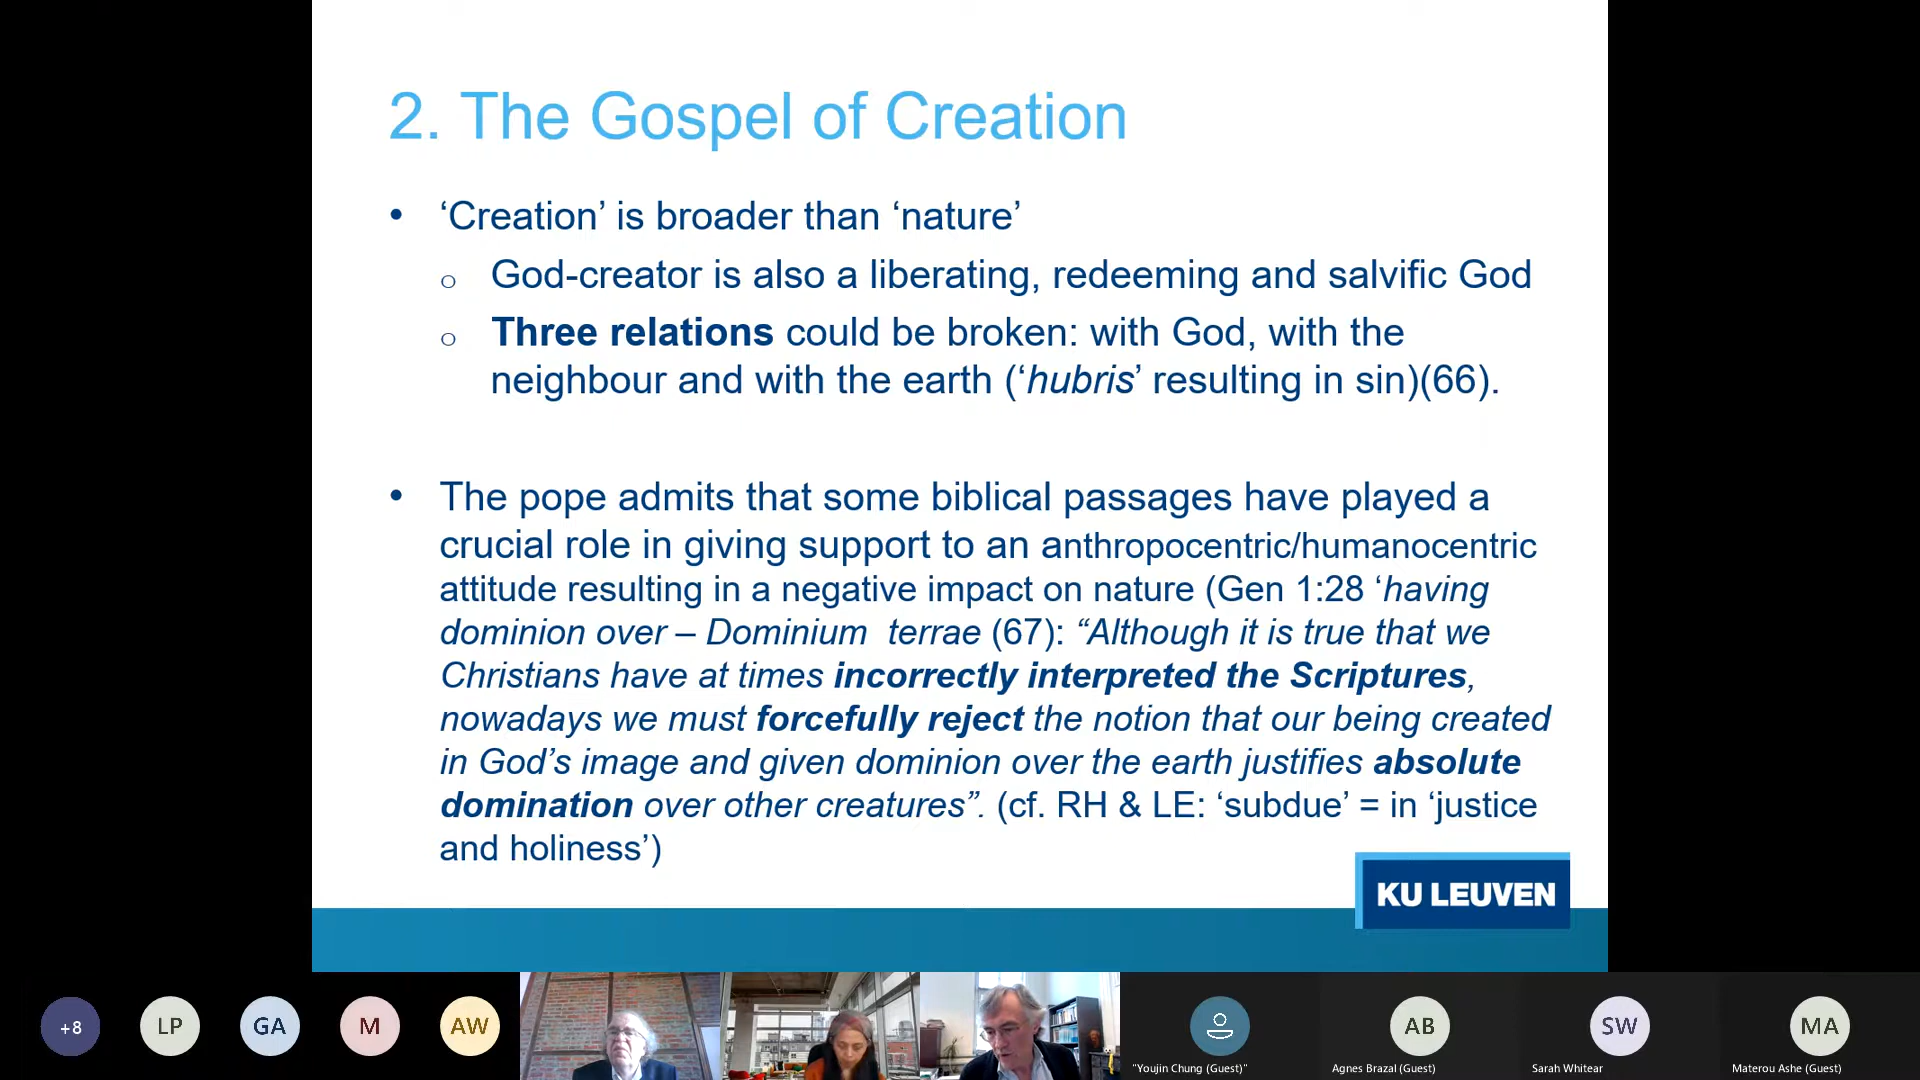 2. The Gospel of Creation
• ‘Creation’ is broader than ‘nature’
o God-creator is also a liberating, redeeming and salvific God
o Three relations could be broken: with God, with the
neighbour and with the earth (‘hubris’ resulting in sin)(66).
• The pope admits that some biblical passages have played a
crucial role in giving support to an anthropocentric/humanocentric
attitude resulting in a negative impact on nature (Gen 1:28 ‘having
dominion over – Dominium terrae (67): “Although it is true that we
Christians have at times incorrectly interpreted the Scriptures,
nowadays we must forcefully reject the notion that our being created
in God’s image and given dominion over the earth justifies absolute
domination over other creatures”. (cf. RH & LE: ‘subdue’ = in ‘justice
and holiness’)
KU LEUVEN
+8
LP
GA
M
AW
AB
SW
MA
"Youjin Chung (Guest)"
Agnes Brazal (Guest)
Sarah Whitear
Materou Ashe (Guest)